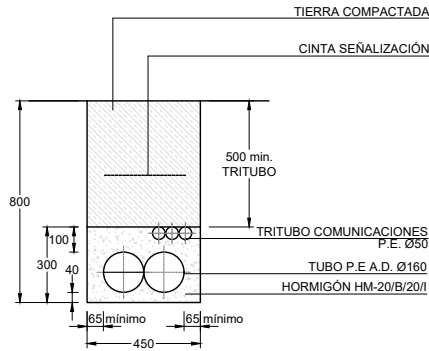 TIERRA COMPACTADA
CINTA SEÑALIZACIÓN
500 min.
TRITUBO
800
100
300
40
TRITUBO COMUNICACIONES
P.E. Ø50
TUBO P.E A.D. Ø160
HORMIGÓN HM-20/B/20/I
65 mínimo
65 mínimo
450